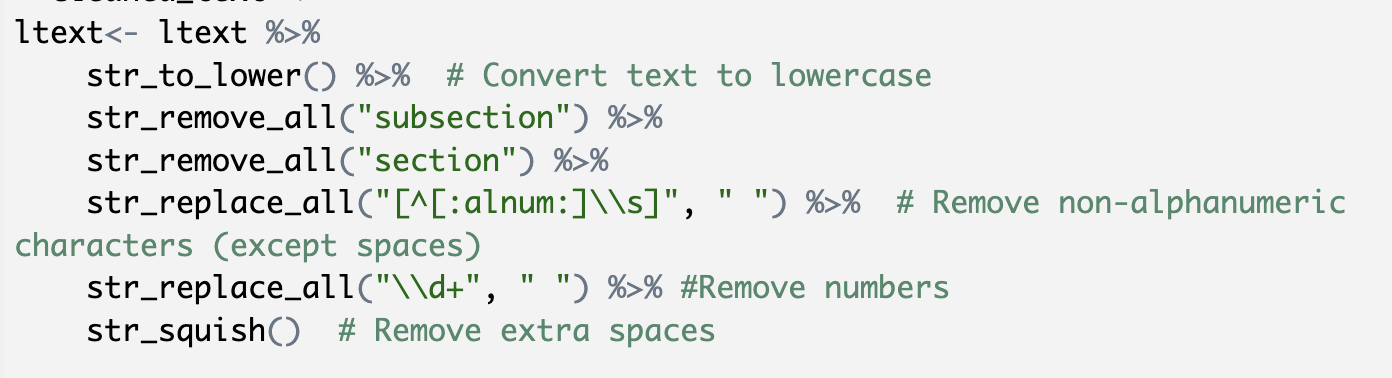 ltext<- ltext %>%
    str_to_lower() %>%  # Convert text to lowercase
    str_remove_all("subsection") %>%
    str_remove_all("section") %>%
    str_replace_all("[^[:alnum:]\\s]", " ") %>%  # Remove non-alphanumeric
characters (except spaces)
    str_replace_all("\\d+", " ") %>% #Remove numbers
    str_squish()  # Remove extra spaces